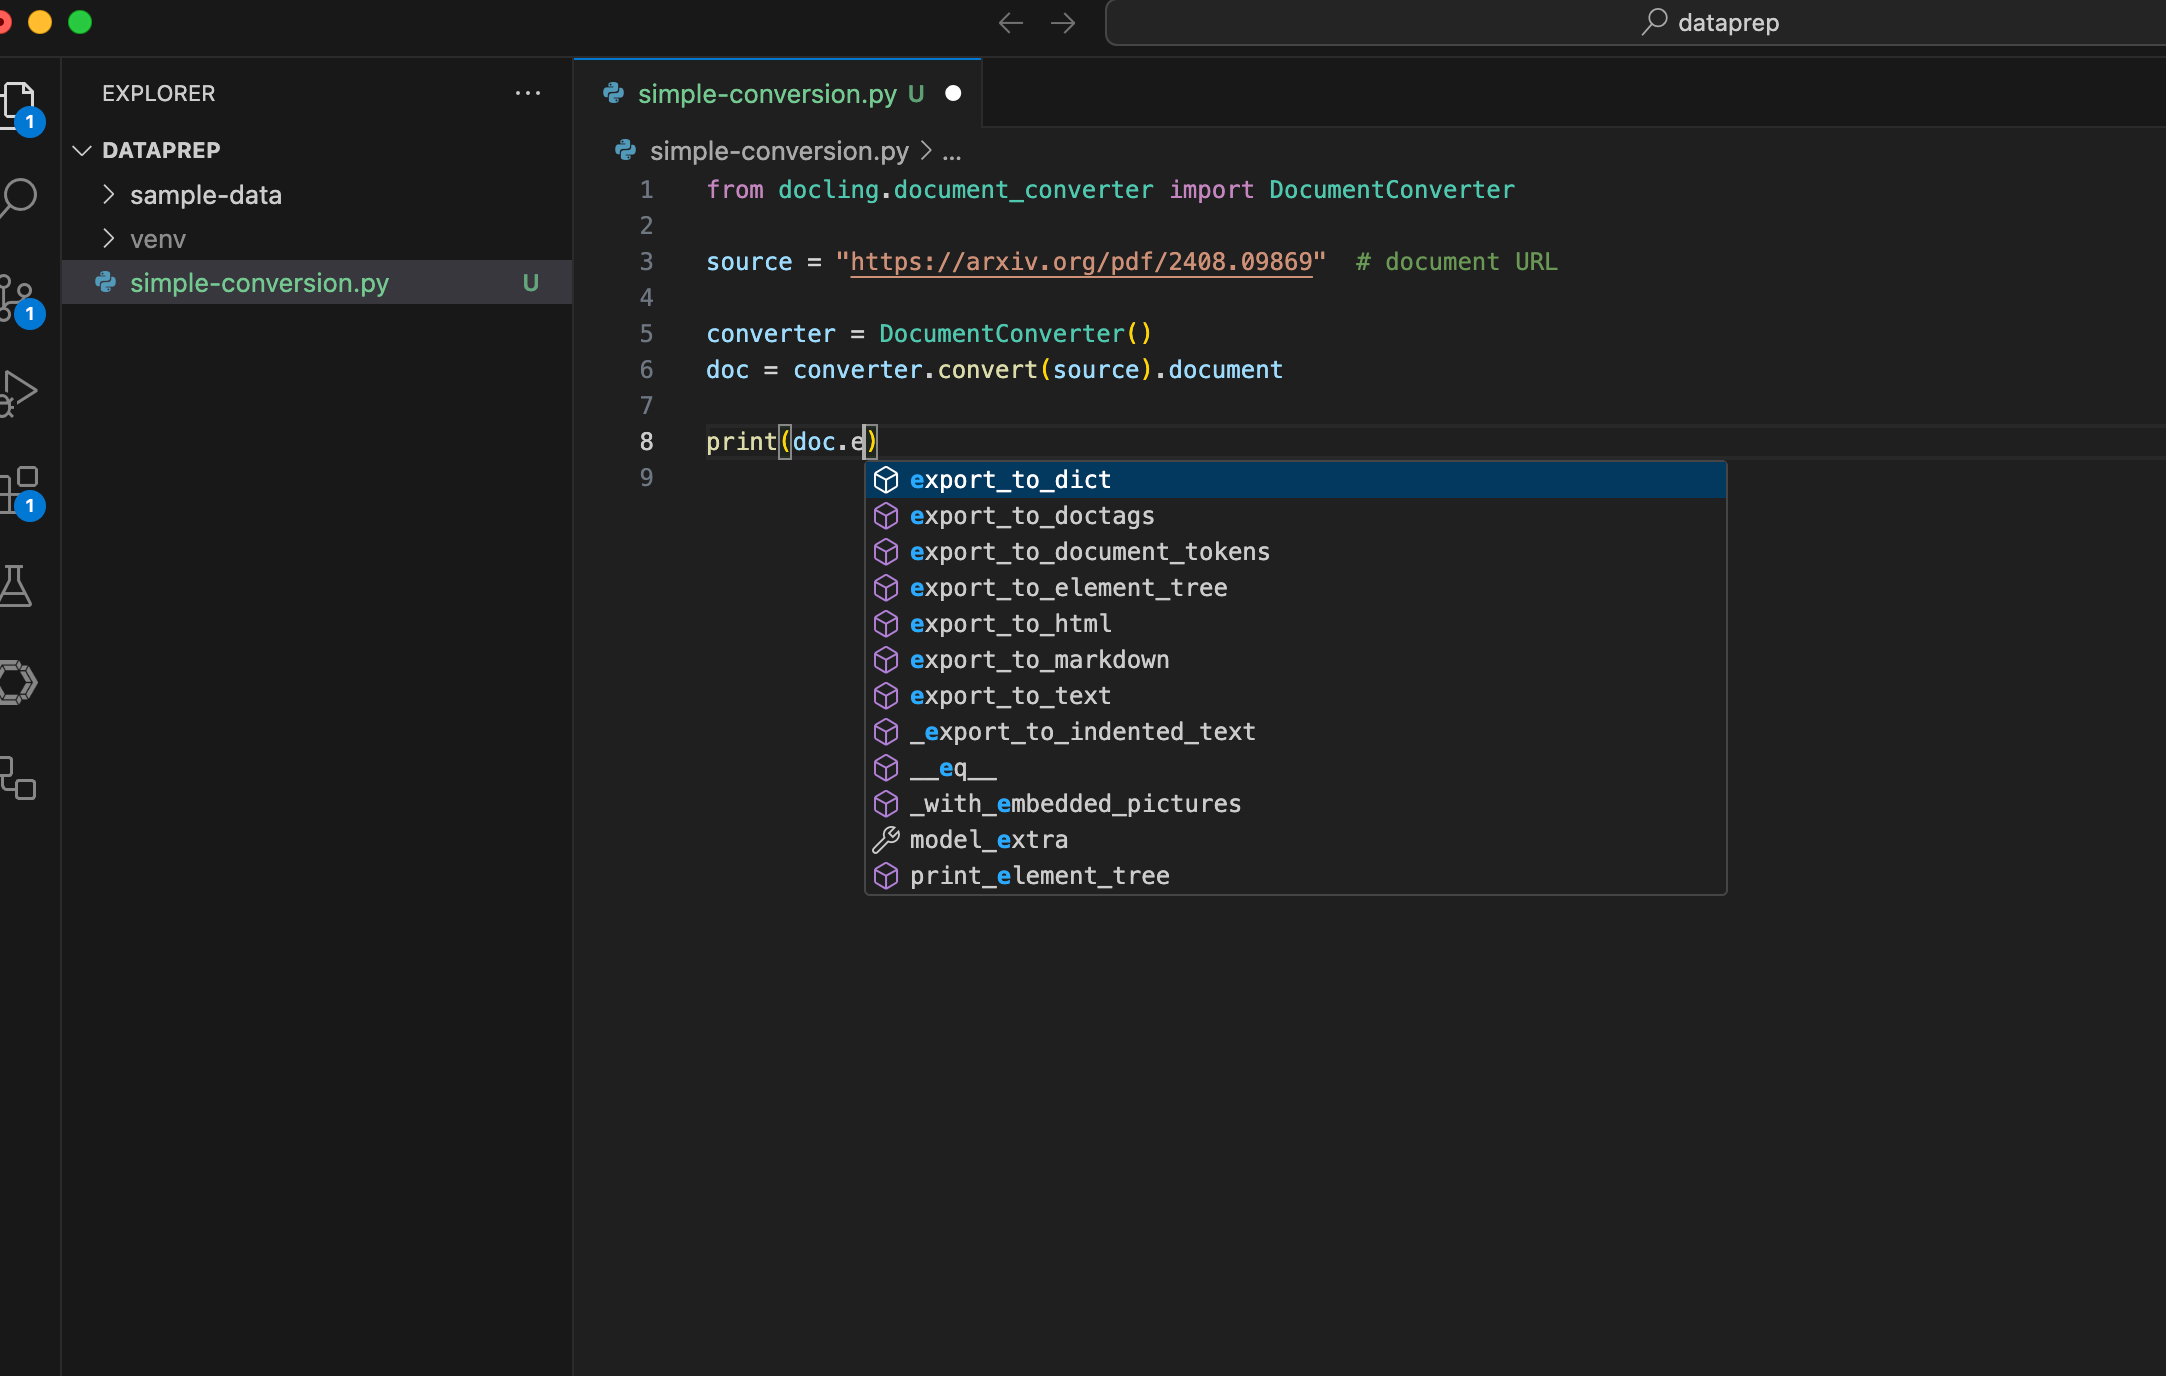 dataprep
EXPLORER
DATAPREP
sample-data
venv
simple-conversion.py U
1
1
1
simple-conversion.py U
simple-conversion.py > ...
1 from docling.document_converter import DocumentConverter
2
3 source = "https://arxiv.org/pdf/2408.09869"  # document URL
4
5 converter = DocumentConverter()
6 doc = converter.convert(source).document
7
8 print(doc.e)
9
export_to_dict
export_to_doctags
export_to_document_tokens
export_to_element_tree
export_to_html
export_to_markdown
export_to_text
_export_to_indented_text
__eq__
_with_embedded_pictures
model_extra
print_element_tree